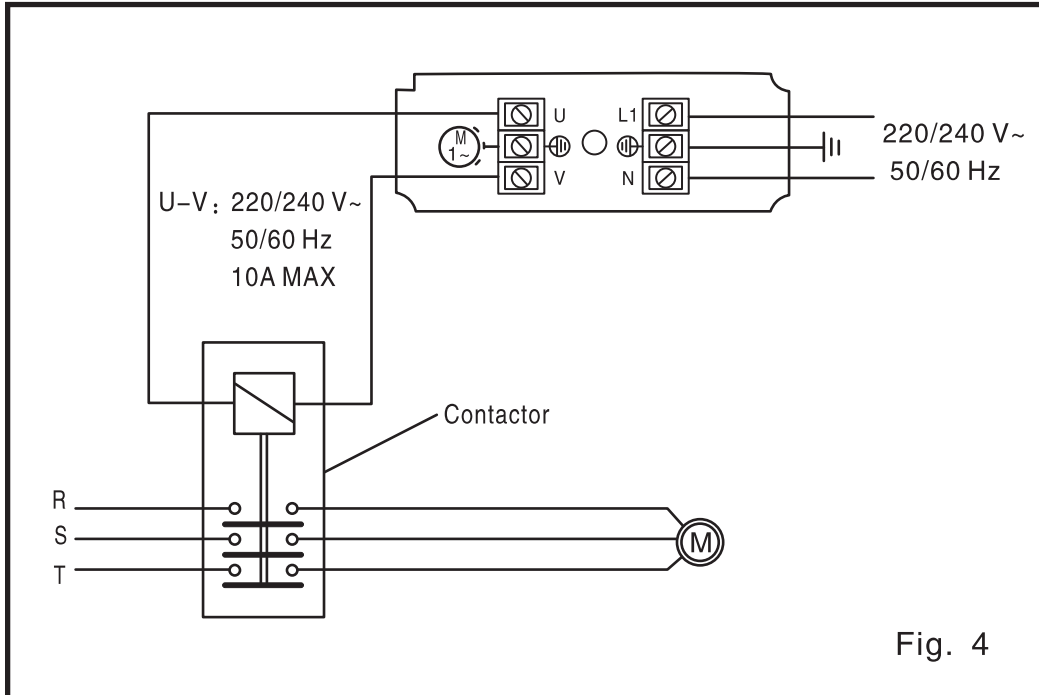 U
L1
M
1~
V
N
220/240 V~
50/60 Hz
U-V: 220/240 V~
50/60 Hz
10A MAX
Contactor
R
S
T
M
Fig. 4